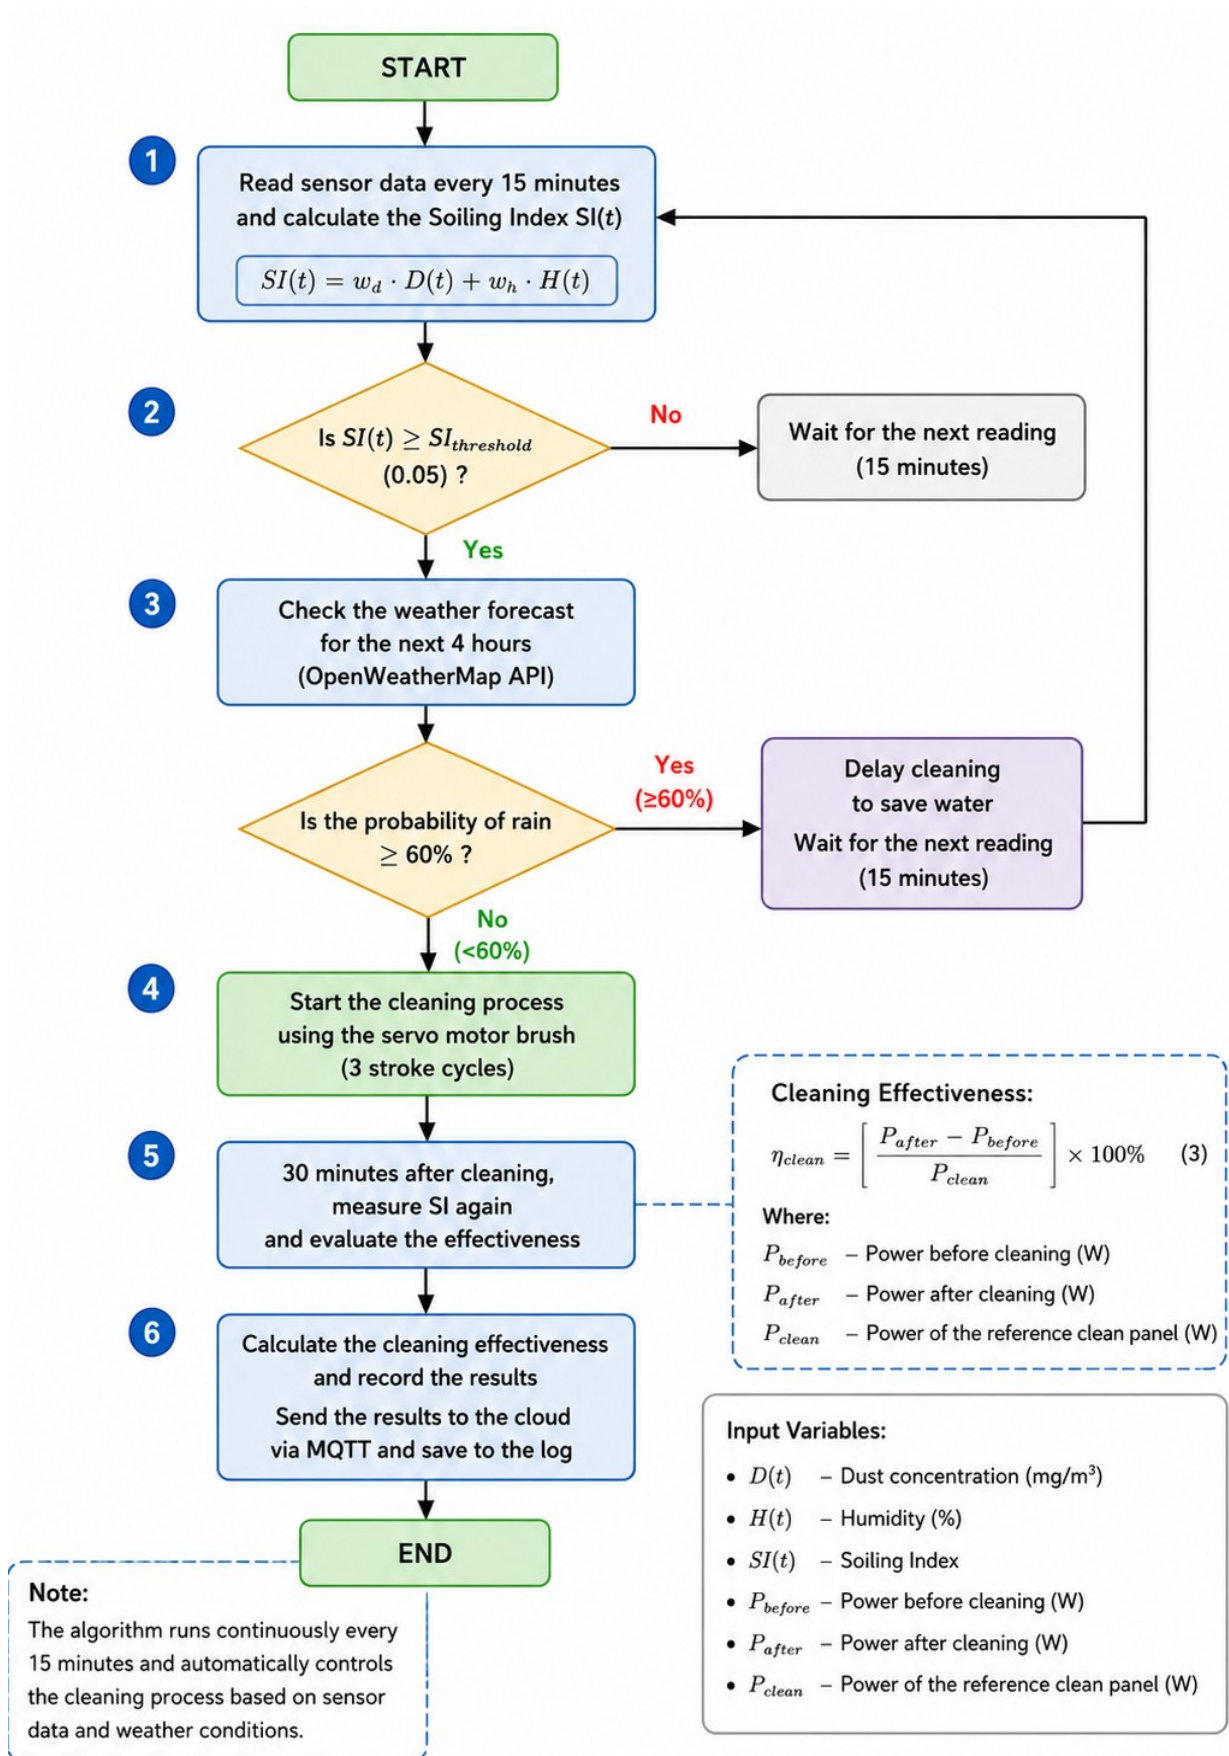 START
1
Read sensor data every 15 minutes
and calculate the Soiling Index SI(t)
SI(t) = w_d · D(t) + w_h · H(t)
2
Is SI(t) ≥ SI_threshold
(0.05) ?
No
Wait for the next reading
(15 minutes)
Yes
3
Check the weather forecast
for the next 4 hours
(OpenWeatherMap API)
Is the probability of rain
≥ 60% ?
Yes
(≥60%)
Delay cleaning
to save water
Wait for the next reading
(15 minutes)
No
(<60%)
4
Start the cleaning process
using the servo motor brush
(3 stroke cycles)
5
30 minutes after cleaning,
measure SI again
and evaluate the effectiveness
Cleaning Effectiveness:
η_clean = [ (P_after − P_before) / P_clean ] × 100% (3)
Where:
P_before – Power before cleaning (W)
P_after – Power after cleaning (W)
P_clean – Power of the reference clean panel (W)
6
Calculate the cleaning effectiveness
and record the results
Send the results to the cloud
via MQTT and save to the log
END
Input Variables:
• D(t) – Dust concentration (mg/m³)
• H(t) – Humidity (%)
• SI(t) – Soiling Index
• P_before – Power before cleaning (W)
• P_after – Power after cleaning (W)
• P_clean – Power of the reference clean panel (W)
Note:
The algorithm runs continuously every
15 minutes and automatically controls
the cleaning process based on sensor
data and weather conditions.